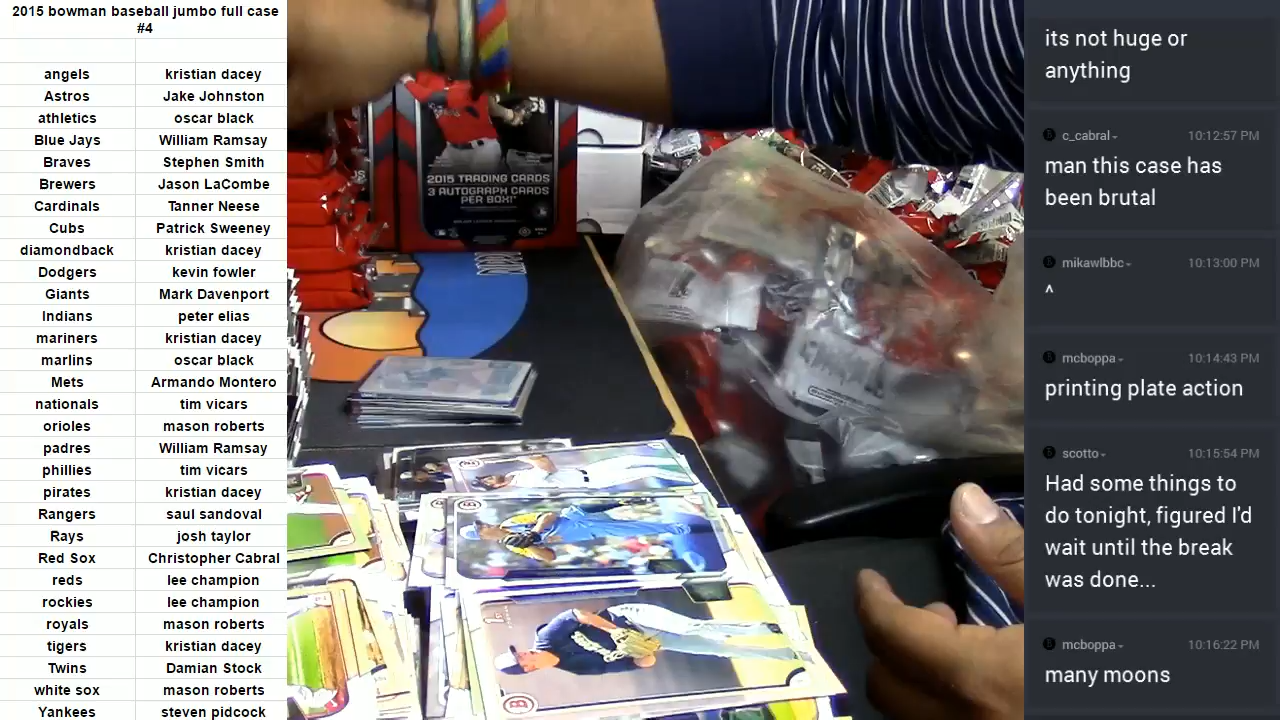 2015 bowman baseball jumbo full case
#4
angels kristian dacey
Astros Jake Johnston
athletics oscar black
Blue Jays William Ramsay
Braves Stephen Smith
Brewers Jason LaCombe
Cardinals Tanner Neese
Cubs Patrick Sweeney
diamondback kristian dacey
Dodgers kevin fowler
Giants Mark Davenport
Indians peter elias
mariners kristian dacey
marlins oscar black
Mets Armando Montero
nationals tim vicars
orioles mason roberts
padres William Ramsay
phillies tim vicars
pirates kristian dacey
Rangers saul sandoval
Rays josh taylor
Red Sox Christopher Cabral
reds lee champion
rockies lee champion
royals mason roberts
tigers kristian dacey
Twins Damian Stock
white sox mason roberts
Yankees steven pidcock
59
2015 TRADING CARDS
3 AUTOGRAPH CARDS
PER BOX!*
1st
B
its not huge or
anything
c_cabral 10:12:57 PM
man this case has
been brutal
mikawlbbc 10:13:00 PM
^
mcboppa 10:14:43 PM
printing plate action
scotto 10:15:54 PM
Had some things to
do tonight, figured I'd
wait until the break
was done...
mcboppa 10:16:22 PM
many moons